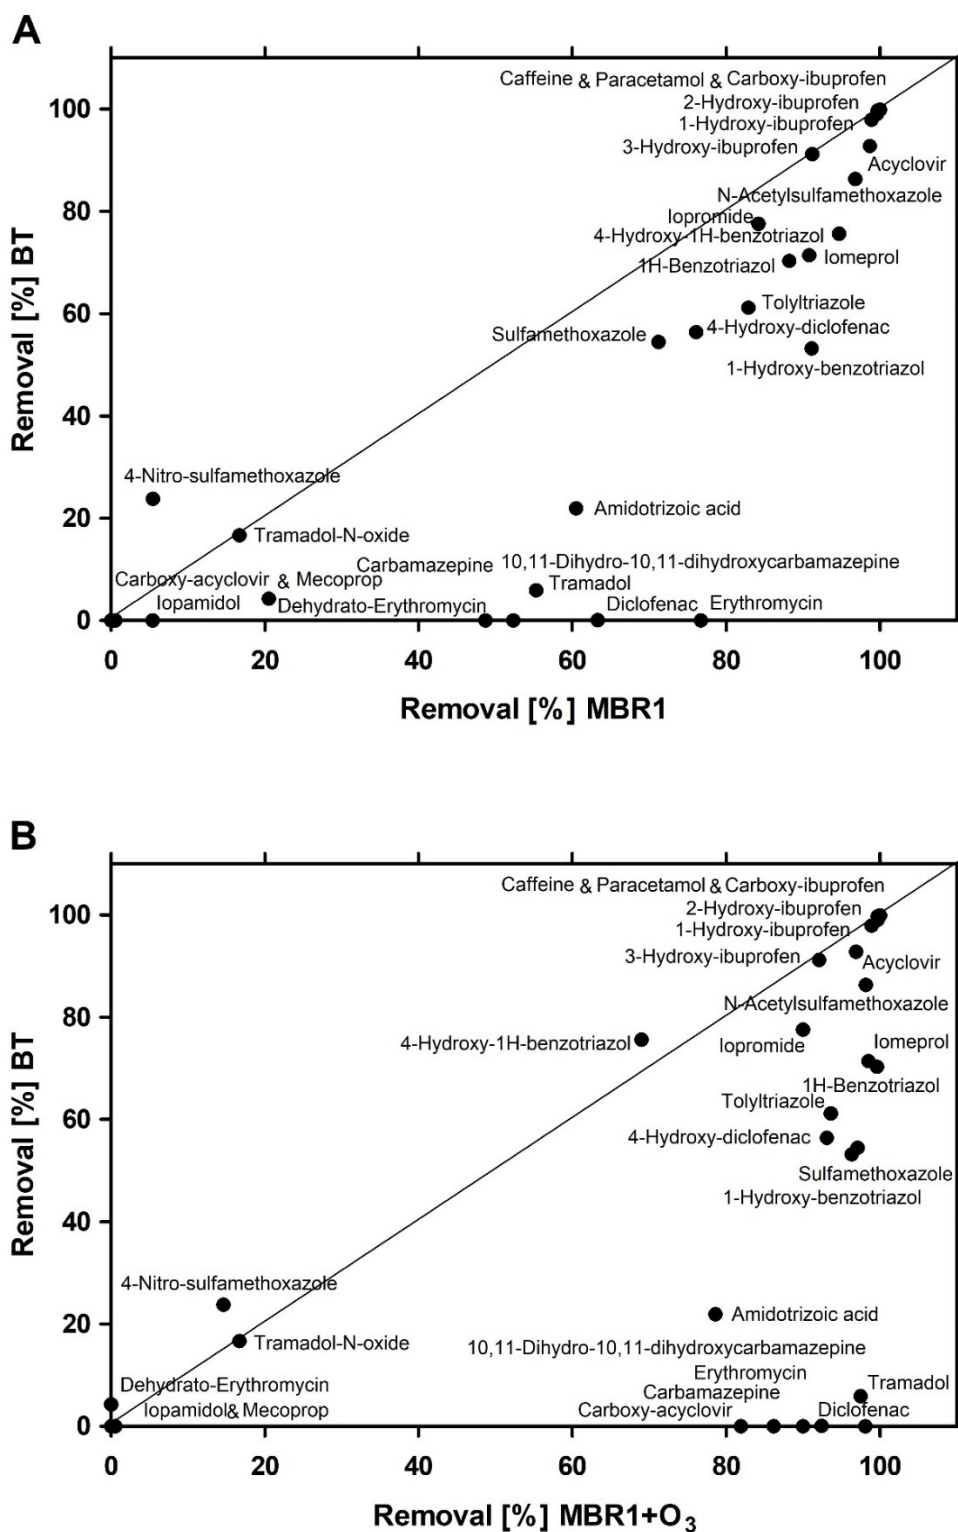 A
Caffeine & Paracetamol & Carboxy-ibuprofen
100
2-Hydroxy-ibuprofen
1-Hydroxy-ibuprofen
3-Hydroxy-ibuprofen
Acyclovir
N-Acetylsulfamethoxazole
80
Iopromide
4-Hydroxy-1H-benzotriazol
Iomeprol
1H-Benzotriazol
60
Tolyltriazole
Sulfamethoxazole
4-Hydroxy-diclofenac
1-Hydroxy-benzotriazol
40
4-Nitro-sulfamethoxazole
20
Amidotrizoic acid
Tramadol-N-oxide
Carbamazepine
10,11-Dihydro-10,11-dihydroxycarbamazepine
Carboxy-acyclovir & Mecoprop
Tramadol
Iopamidol
Dehydrato-Erythromycin
Diclofenac
Erythromycin
0
0 20 40 60 80 100
Removal [%] BT
Removal [%] MBR1
B
Caffeine & Paracetamol & Carboxy-ibuprofen
100
2-Hydroxy-ibuprofen
1-Hydroxy-ibuprofen
3-Hydroxy-ibuprofen
Acyclovir
N-Acetylsulfamethoxazole
80
4-Hydroxy-1H-benzotriazol
Iopromide
Iomeprol
1H-Benzotriazol
Tolyltriazole
60
4-Hydroxy-diclofenac
Sulfamethoxazole
1-Hydroxy-benzotriazol
40
4-Nitro-sulfamethoxazole
20
Amidotrizoic acid
Tramadol-N-oxide
10,11-Dihydro-10,11-dihydroxycarbamazepine
Erythromycin
Dehydrato-Erythromycin
Carbamazepine
Tramadol
Iopamidol & Mecoprop
Carboxy-acyclovir
Diclofenac
0
0 20 40 60 80 100
Removal [%] BT
Removal [%] MBR1+O3